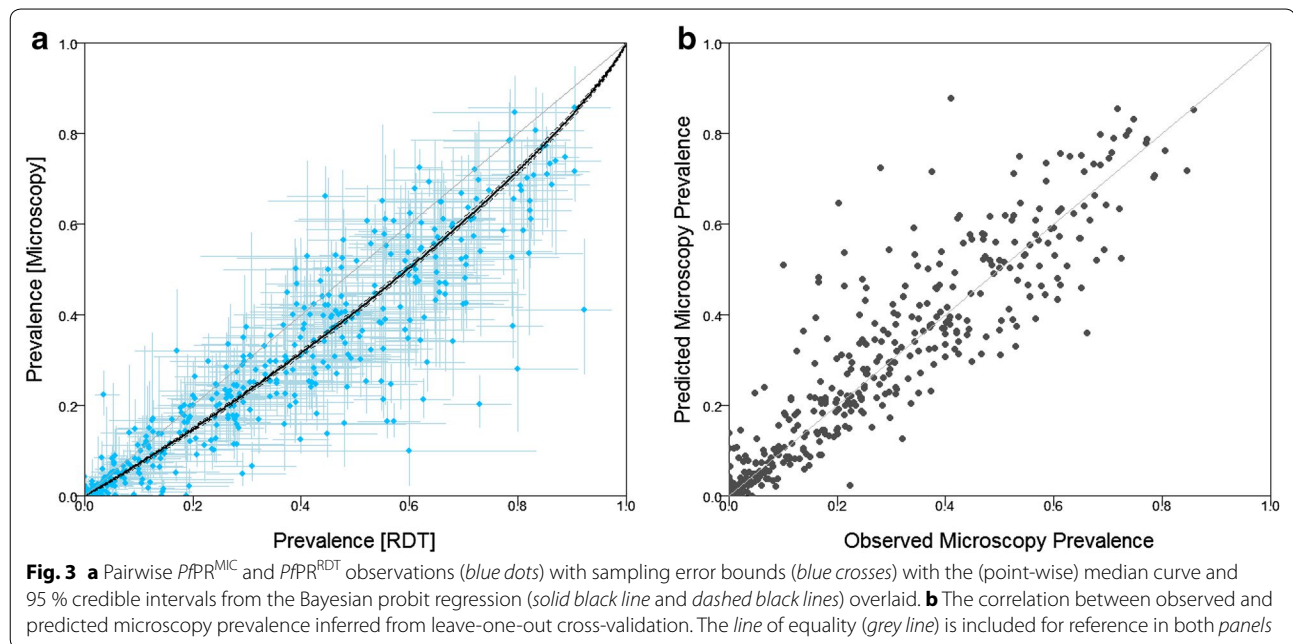 a
b
1.0
0.8
0.6
0.4
0.2
0.0
Prevalence [Microscopy]
0.0 0.2 0.4 0.6 0.8 1.0
Prevalence [RDT]
1.0
0.8
0.6
0.4
0.2
0.0
Predicted Microscopy Prevalence
0.0 0.2 0.4 0.6 0.8 1.0
Observed Microscopy Prevalence
Fig. 3 a Pairwise PfPR^MIC and PfPR^RDT observations (blue dots) with sampling error bounds (blue crosses) with the (point-wise) median curve and
95 % credible intervals from the Bayesian probit regression (solid black line and dashed black lines) overlaid. b The correlation between observed and
predicted microscopy prevalence inferred from leave-one-out cross-validation. The line of equality (grey line) is included for reference in both panels